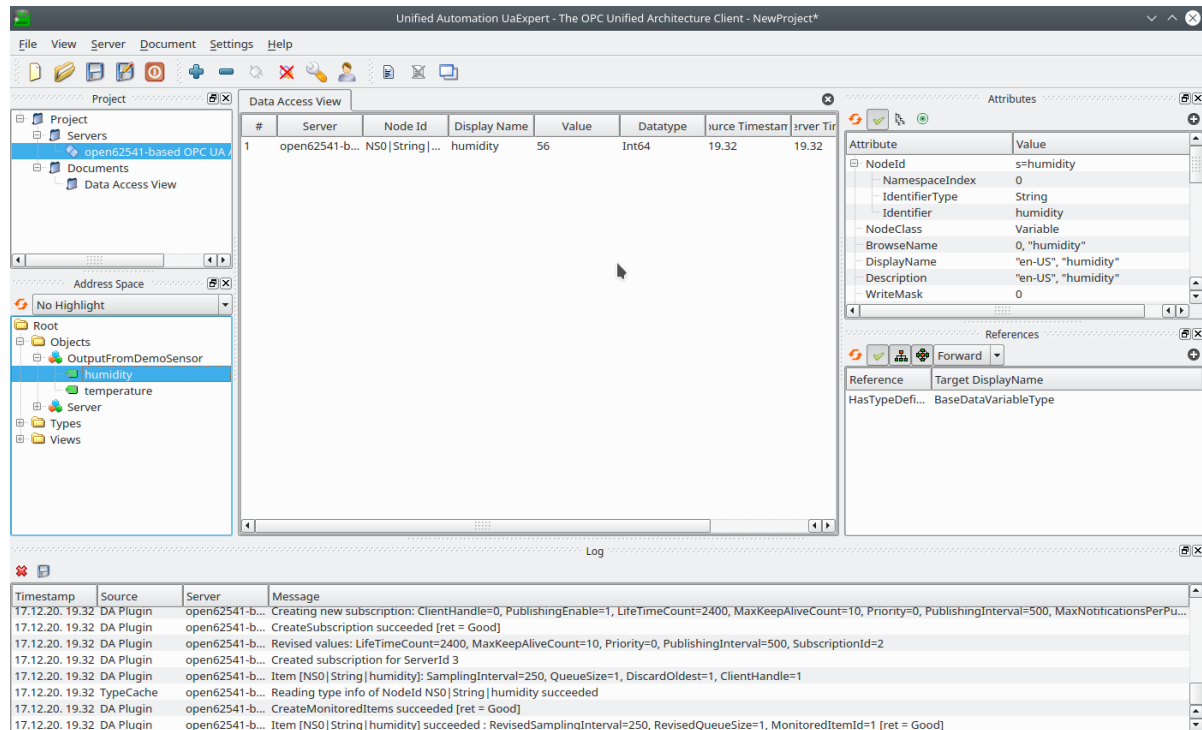 Unified Automation UaExpert - The OPC Unified Architecture Client - NewProject*
File View Server Document Settings Help
Project
Project
Servers
open62541-based OPC UA
Documents
Data Access View
Address Space
No Highlight
Root
Objects
OutputFromDemoSensor
humidity
temperature
Server
Types
Views
Data Access View
# Server Node Id Display Name Value Datatype ource Timestam erver Tin
1 open62541-b... NS0|String|... humidity 56 Int64 19.32 19.32
Attributes
Attribute Value
NodeId s=humidity
NamespaceIndex 0
IdentifierType String
Identifier humidity
NodeClass Variable
BrowseName 0, "humidity"
DisplayName "en-US", "humidity"
Description "en-US", "humidity"
WriteMask 0
References
Forward
Reference Target DisplayName
HasTypeDefi... BaseDataVariableType
Log
Timestamp Source Server Message
17.12.20. 19.32 DA Plugin open62541-b... Creating new subscription: ClientHandle=0, PublishingEnable=1, LifeTimeCount=2400, MaxKeepAliveCount=10, Priority=0, PublishingInterval=500, MaxNotificationsPerPu...
17.12.20. 19.32 DA Plugin open62541-b... CreateSubscription succeeded [ret = Good]
17.12.20. 19.32 DA Plugin open62541-b... Revised values: LifeTimeCount=2400, MaxKeepAliveCount=10, Priority=0, PublishingInterval=500, SubscriptionId=2
17.12.20. 19.32 DA Plugin open62541-b... Created subscription for ServerId 3
17.12.20. 19.32 DA Plugin open62541-b... Item [NS0|String|humidity]: SamplingInterval=250, QueueSize=1, DiscardOldest=1, ClientHandle=1
17.12.20. 19.32 TypeCache open62541-b... Reading type info of NodeId NS0|String|humidity succeeded
17.12.20. 19.32 DA Plugin open62541-b... CreateMonitoredItems succeeded [ret = Good]
17.12.20. 19.32 DA Plugin open62541-b... Item [NS0|String|humidity] succeeded : RevisedSamplingInterval=250, RevisedQueueSize=1, MonitoredItemId=1 [ret = Good]